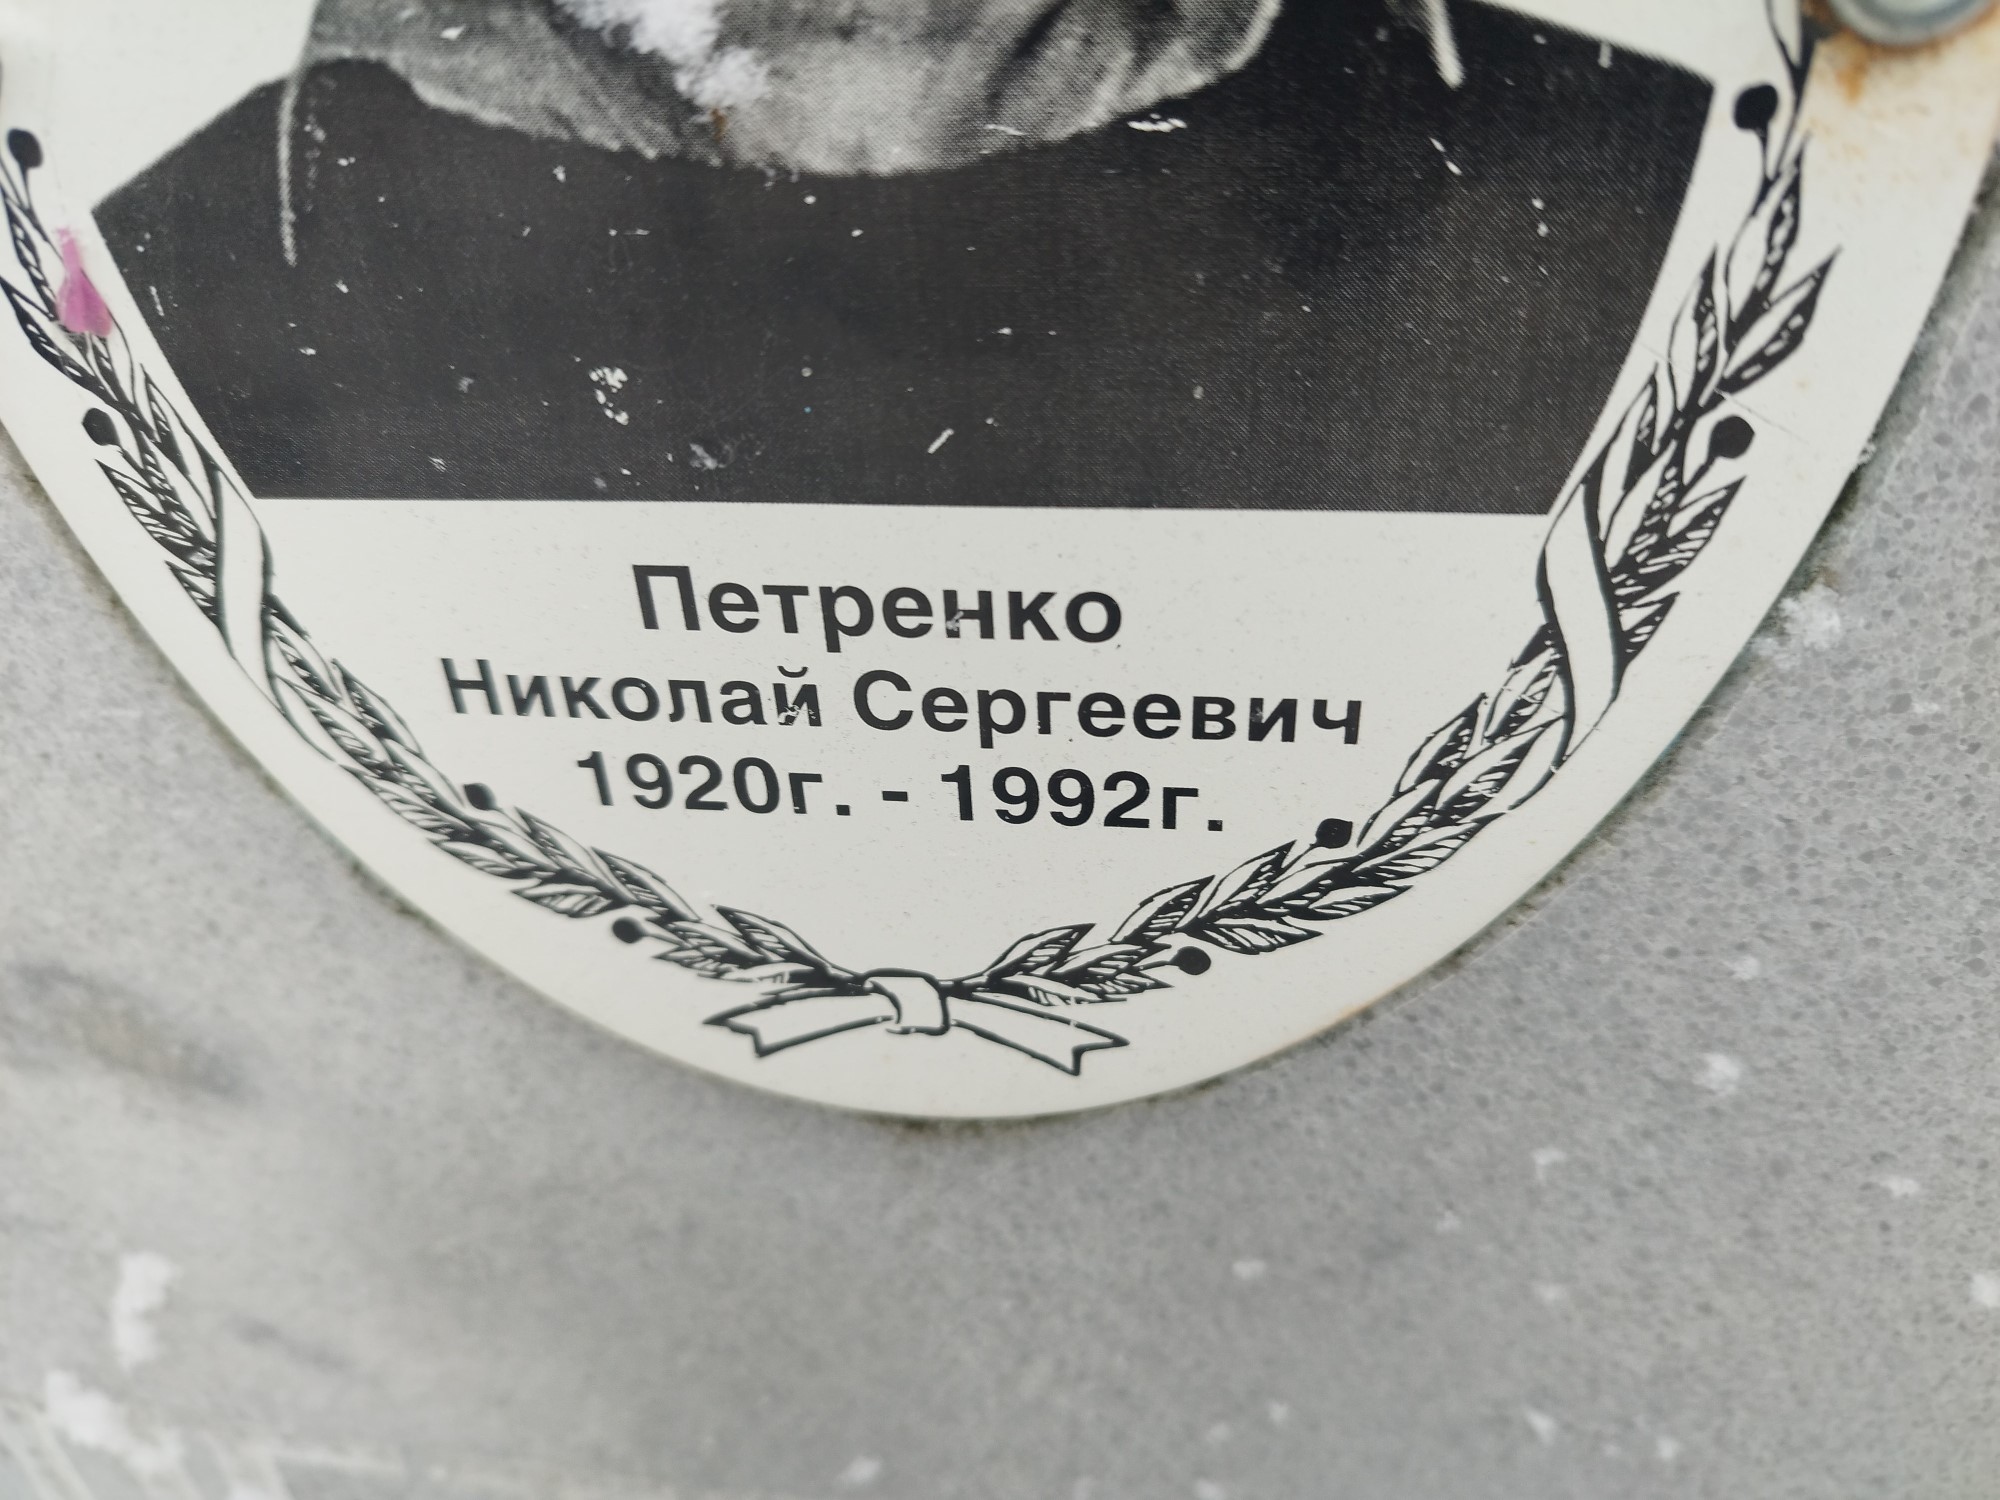 Петренко
Николай Сергеевич
1920г. - 1992г.